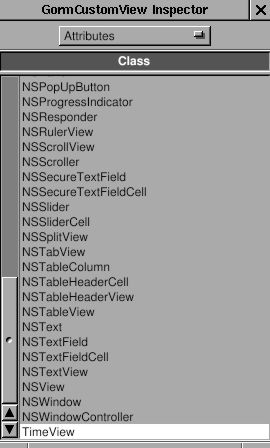 GormCustomView Inspector
Attributes
Class
NSPopUpButton
NSProgressIndicator
NSResponder
NSRulerView
NSScrollView
NSScroller
NSSecureTextField
NSSecureTextFieldCell
NSSlider
NSSliderCell
NSSplitView
NSTabView
NSTableColumn
NSTableHeaderCell
NSTableHeaderView
NSTableView
NSText
NSTextField
NSTextFieldCell
NSTextView
NSView
NSWindow
NSWindowController
TimeView